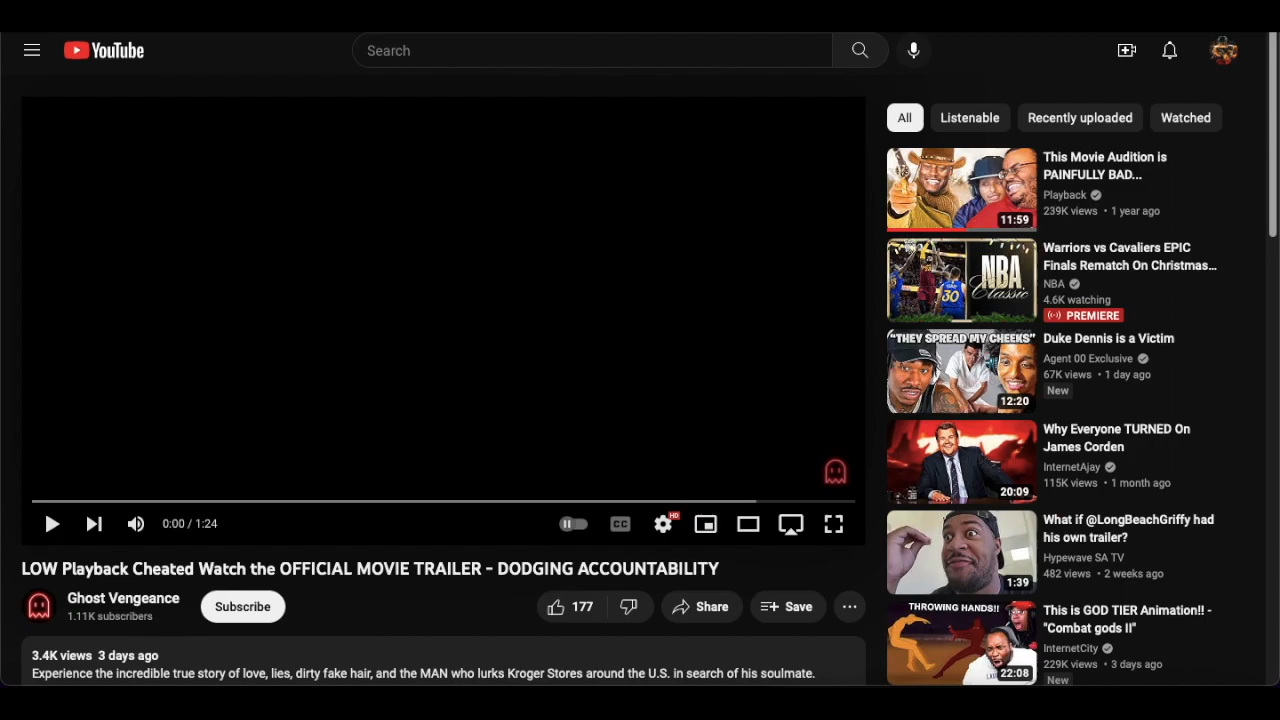 YouTube
Search
0:00 / 1:24
CC
HD
LOW Playback Cheated Watch the OFFICIAL MOVIE TRAILER - DODGING ACCOUNTABILITY
Ghost Vengeance
1.11K subscribers
Subscribe
177
Share
Save
3.4K views 3 days ago
Experience the incredible true story of love, lies, dirty fake hair, and the MAN who lurks Kroger Stores around the U.S. in search of his soulmate.
All
Listenable
Recently uploaded
Watched
11:59
This Movie Audition is
PAINFULLY BAD...
Playback
239K views • 1 year ago
NBA
Classic
30
Warriors vs Cavaliers EPIC
Finals Rematch On Christmas...
NBA
4.6K watching
PREMIERE
"THEY SPREAD MY CHEEKS"
12:20
Duke Dennis is a Victim
Agent 00 Exclusive
67K views • 1 day ago
New
20:09
Why Everyone TURNED On
James Corden
InternetAjay
115K views • 1 month ago
1:39
What if @LongBeachGriffy had
his own trailer?
Hypewave SA TV
482 views • 2 weeks ago
THROWING HANDS!!
22:08
This is GOD TIER Animation!! -
"Combat gods II"
InternetCity
229K views • 3 days ago
New